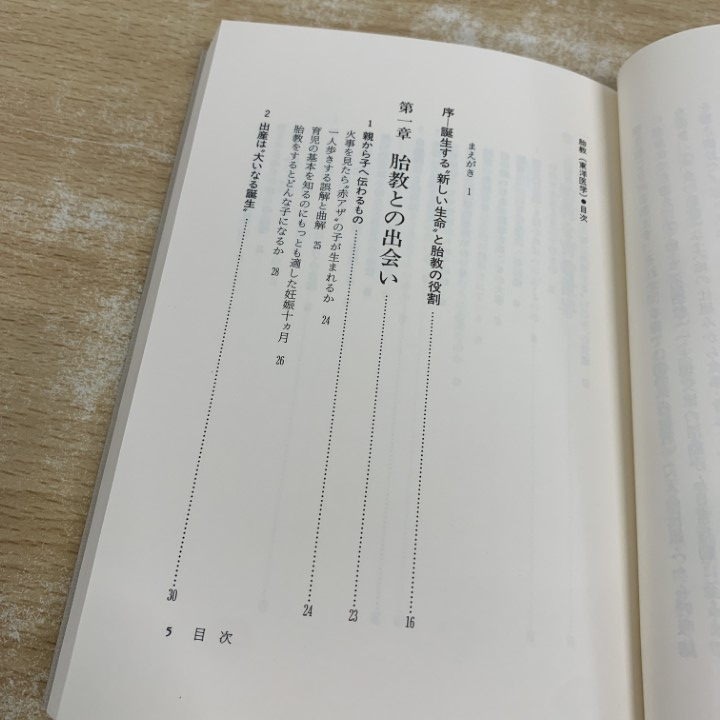 胎教(東洋医学)●目次
まえがき 1
序―誕生する〝新しい生命〟と胎教の役割……………………16
第一章 胎教との出会い……………………23
1 親から子へ伝わるもの……………………24
火事を見たら〝赤アザ〟の子が生まれるか 24
一人歩きする誤解と曲解 25
育児の基本を知るのにもっとも適した妊娠十ヵ月 26
胎教をするとどんな子になるか 28
2 出産は〝大いなる誕生〟……………………30
5 目次